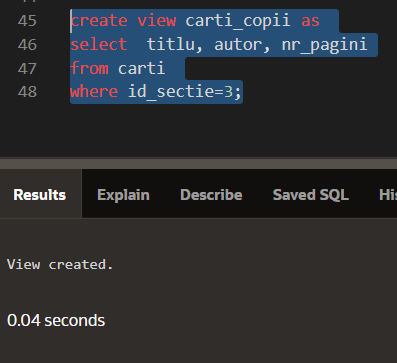 45 create view carti_copii as
46 select  titlu, autor, nr_pagini
47 from carti
48 where id_sectie=3;
Results Explain Describe Saved SQL
View created.
0.04 seconds